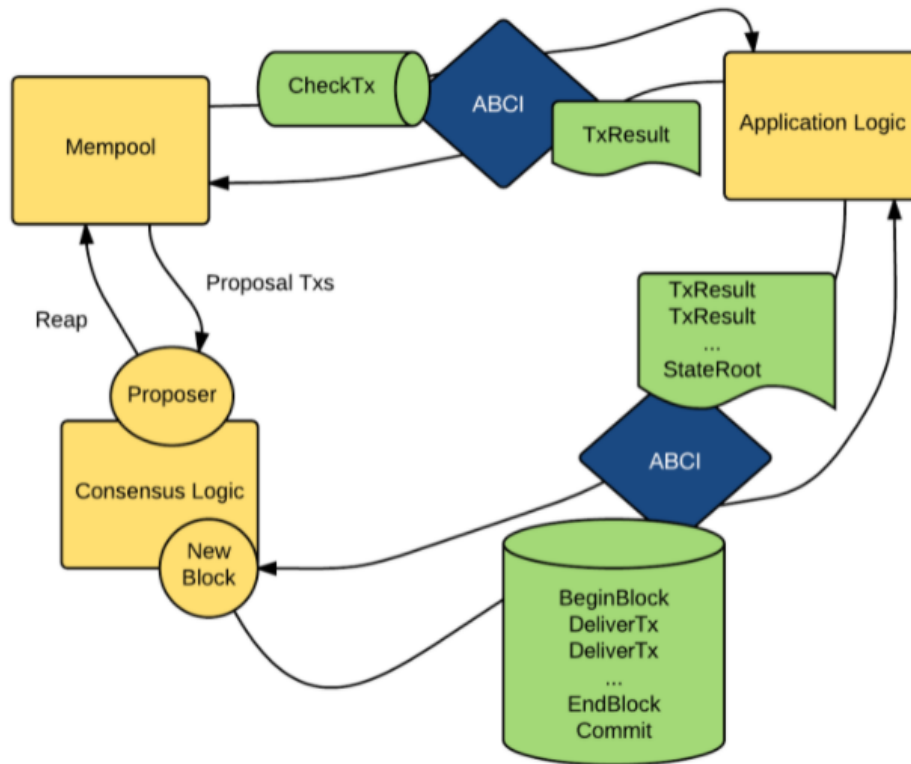 CheckTx
ABCI
TxResult
Mempool
Application Logic
Proposal Txs
Reap
TxResult
TxResult
...
StateRoot
Proposer
ABCI
Consensus Logic
New
Block
BeginBlock
DeliverTx
DeliverTx
...
EndBlock
Commit